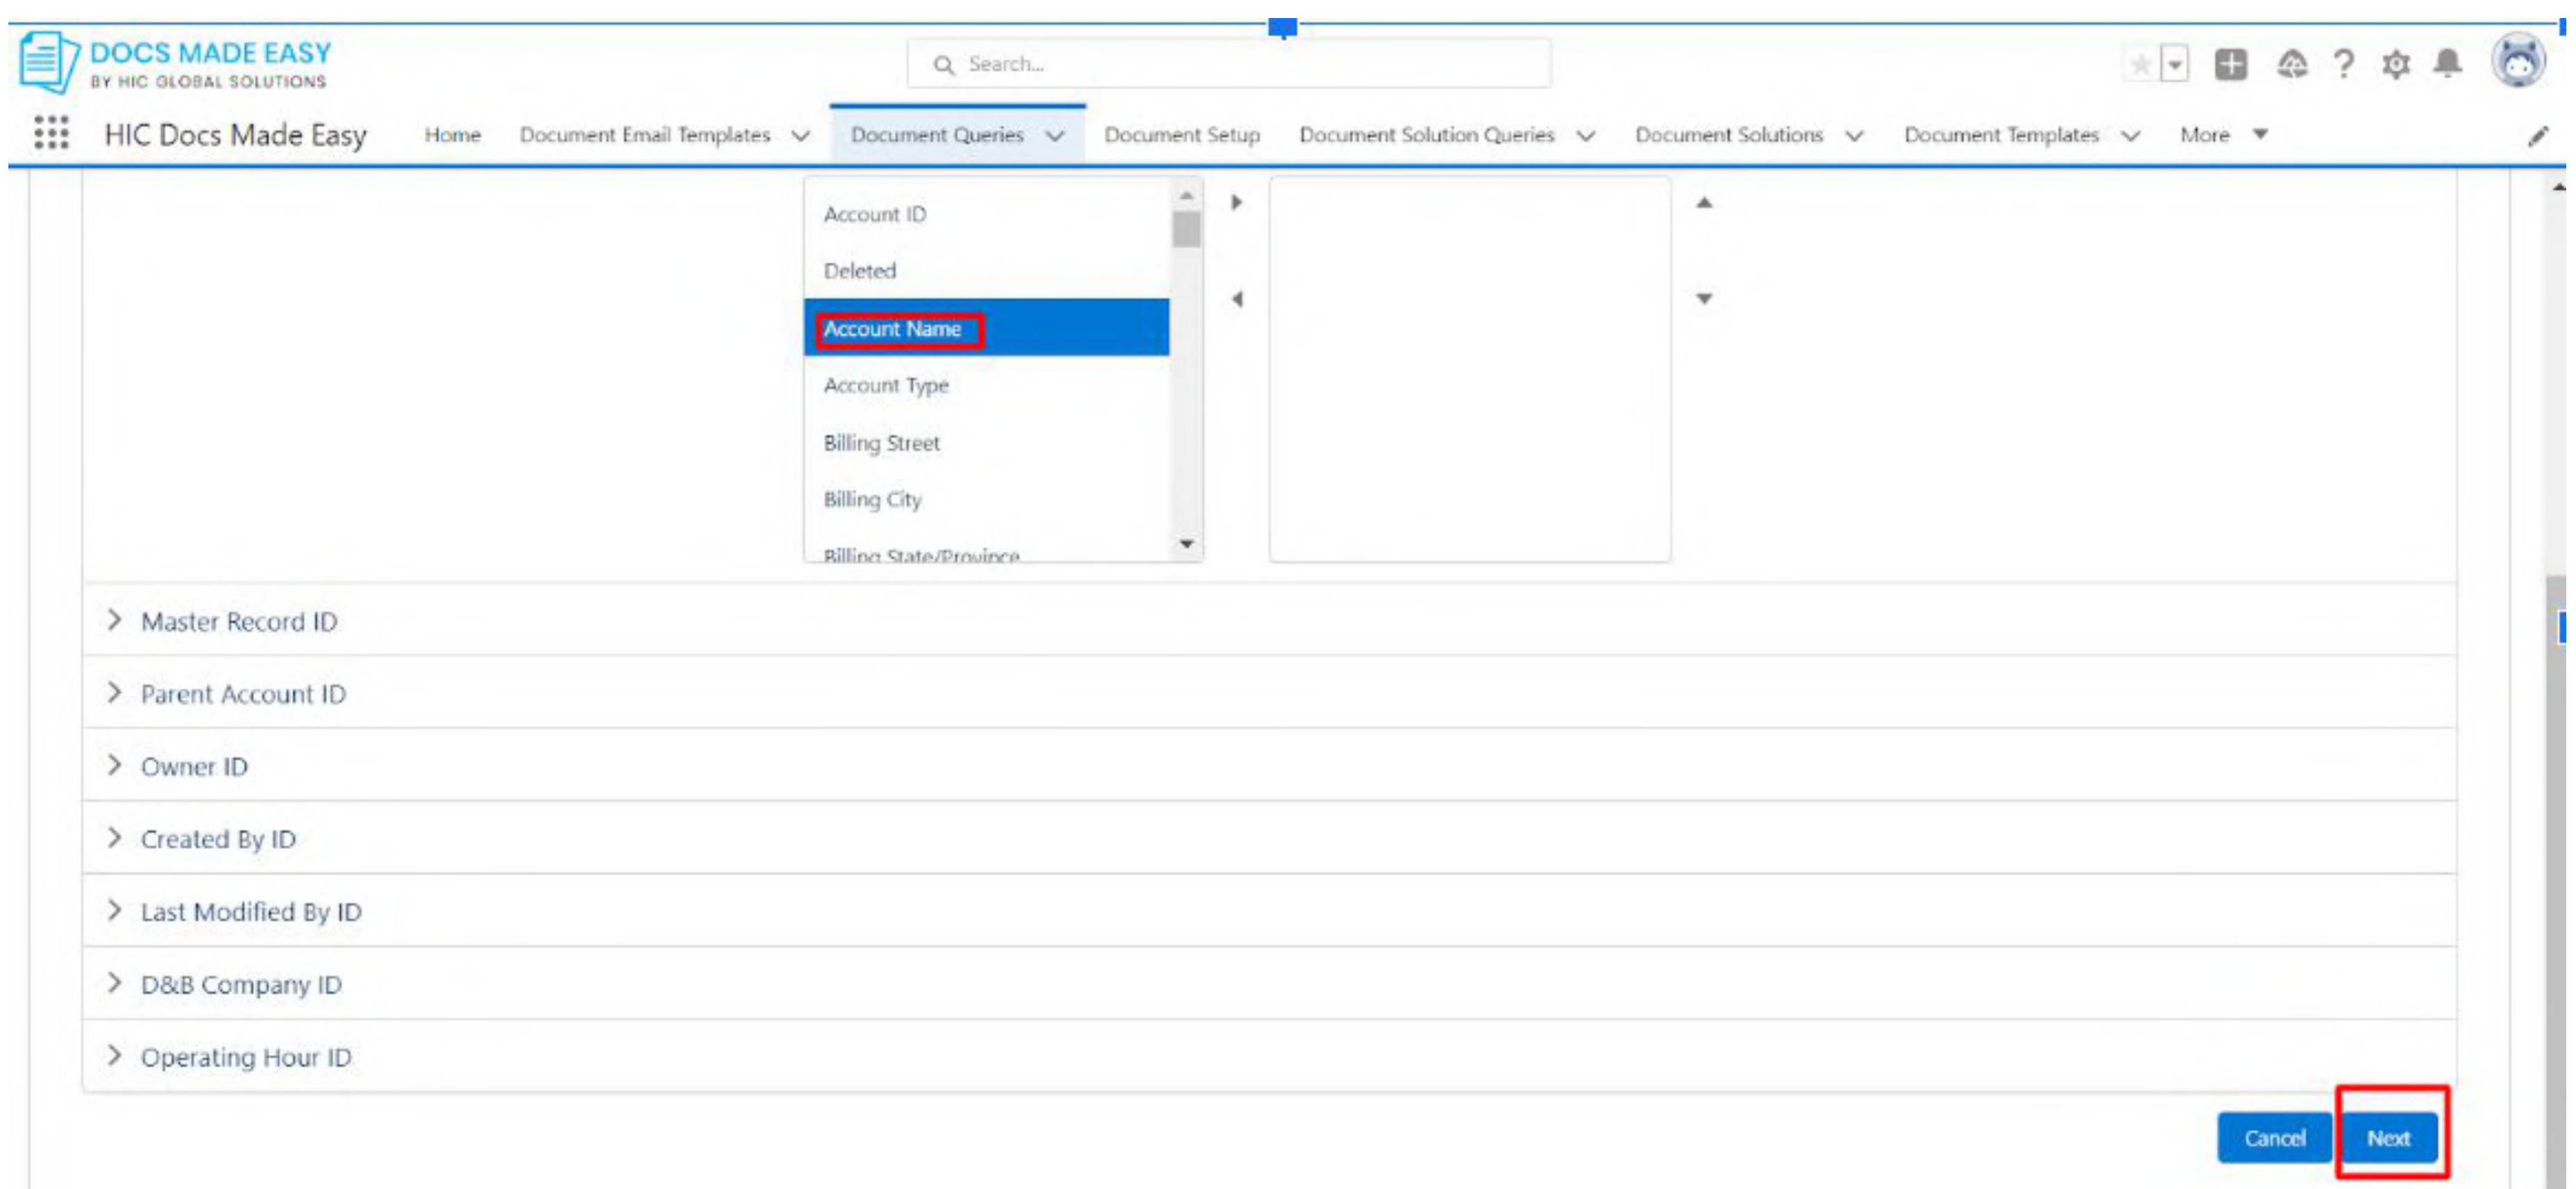 DOCS MADE EASY
BY HIC GLOBAL SOLUTIONS
Search...
HIC Docs Made Easy Home Document Email Templates Document Queries Document Setup Document Solution Queries Document Solutions Document Templates More
Account ID
Deleted
Account Name
Account Type
Billing Street
Billing City
Billing State/Province
Master Record ID
Parent Account ID
Owner ID
Created By ID
Last Modified By ID
D&B Company ID
Operating Hour ID
Cancel Next